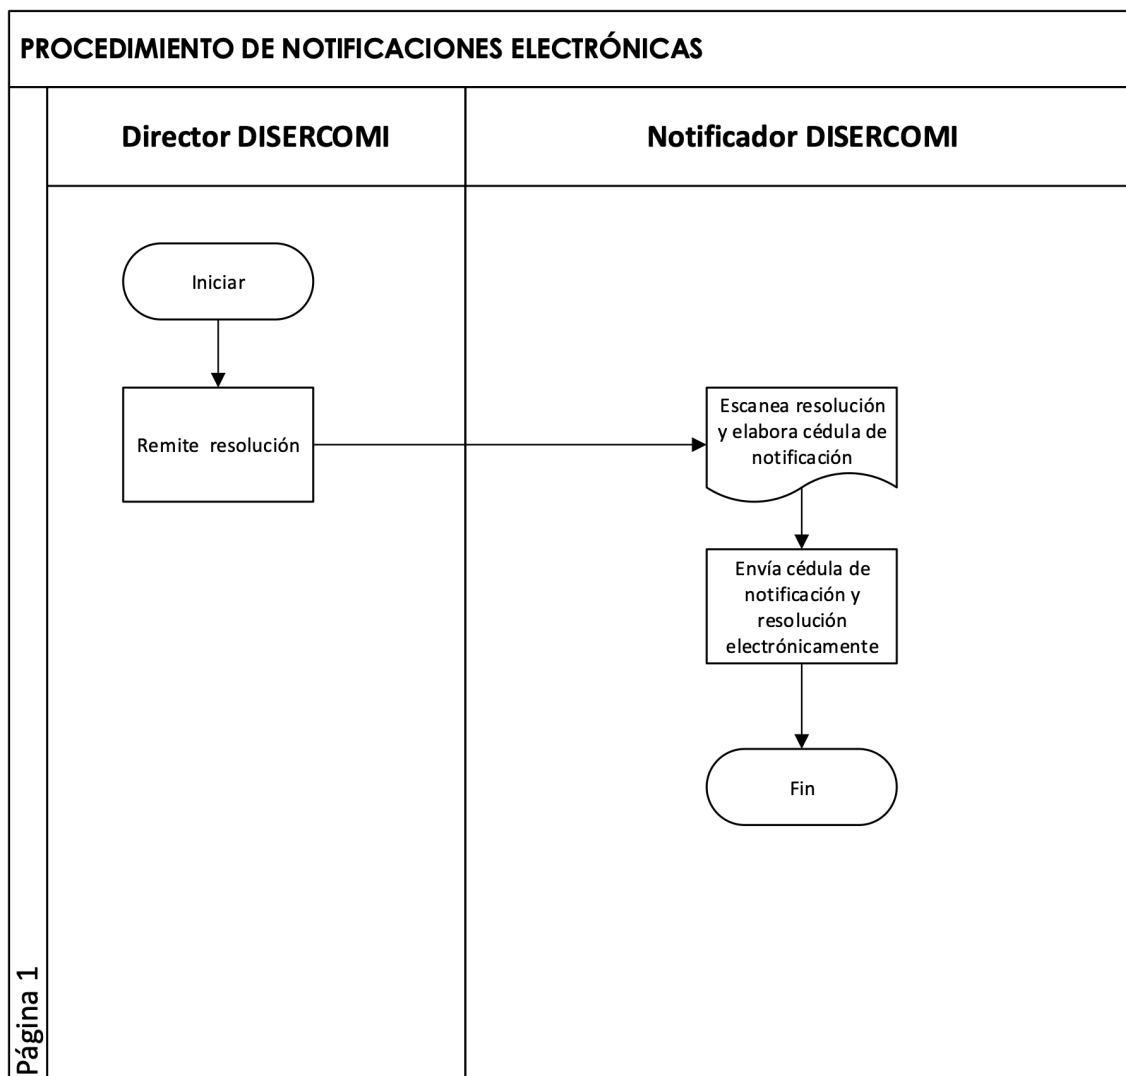 PROCEDIMIENTO DE NOTIFICACIONES ELECTRÓNICAS
Director DISERCOMI
Notificador DISERCOMI
Iniciar
Remite resolución
Escanea resolución
y elabora cédula de
notificación
Envía cédula de
notificación y
resolución
electrónicamente
Fin
Página 1